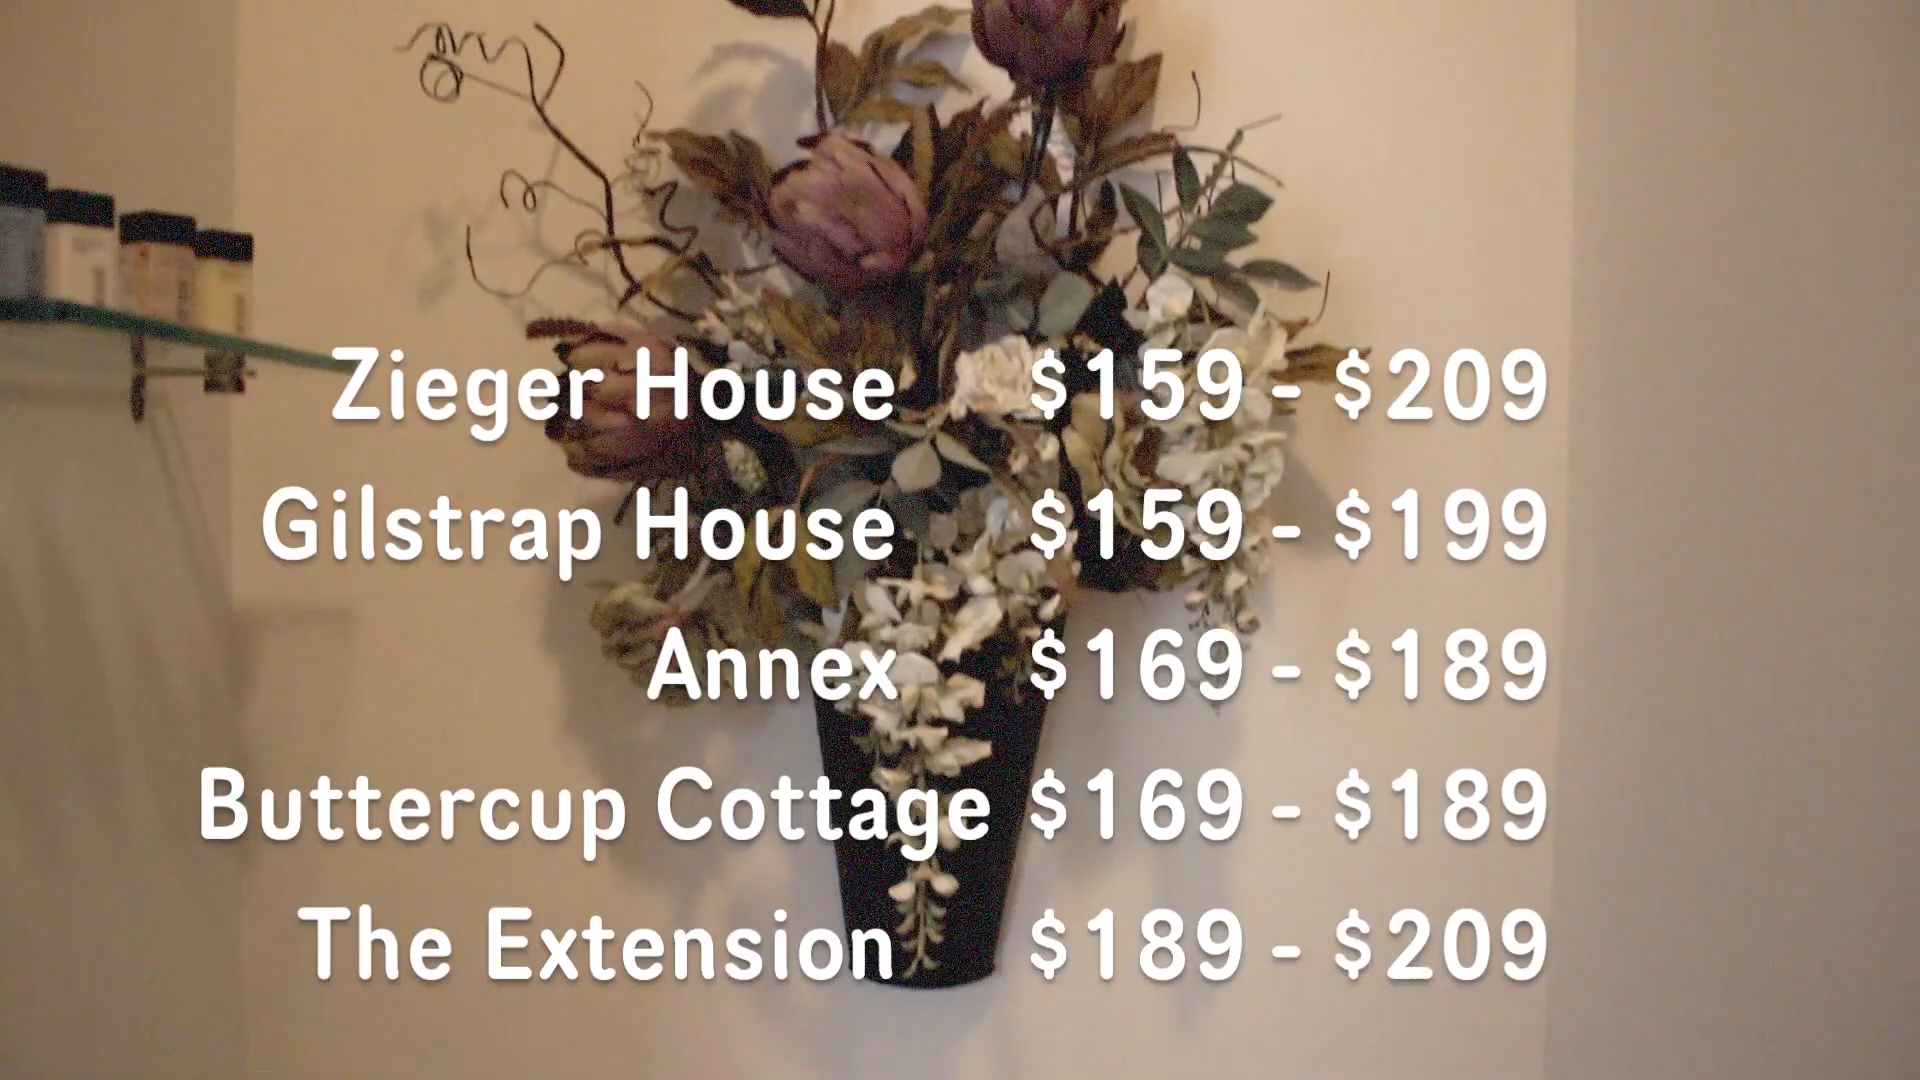 Zieger House $159 - $209
Gilstrap House $159 - $199
Annex $169 - $189
Buttercup Cottage $169 - $189
The Extension $189 - $209